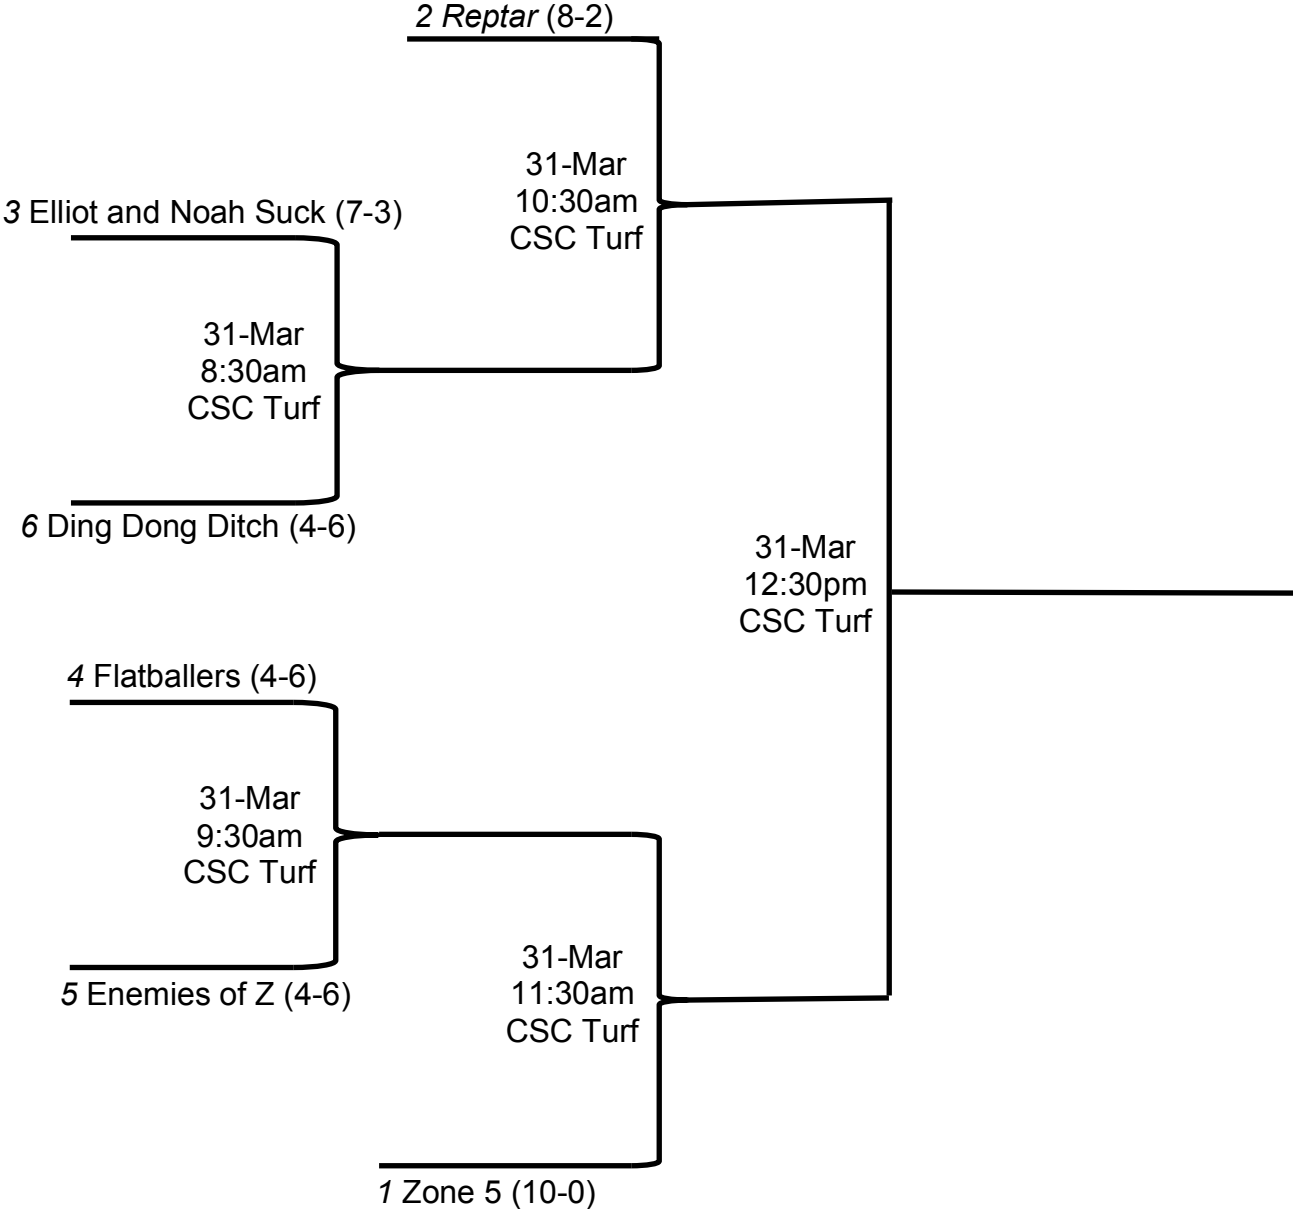 2 Reptar (8-2)
31-Mar
10:30am
CSC Turf
3 Elliot and Noah Suck (7-3)
31-Mar
8:30am
CSC Turf
6 Ding Dong Ditch (4-6)
31-Mar
12:30pm
CSC Turf
4 Flatballers (4-6)
31-Mar
9:30am
CSC Turf
5 Enemies of Z (4-6)
31-Mar
11:30am
CSC Turf
1 Zone 5 (10-0)